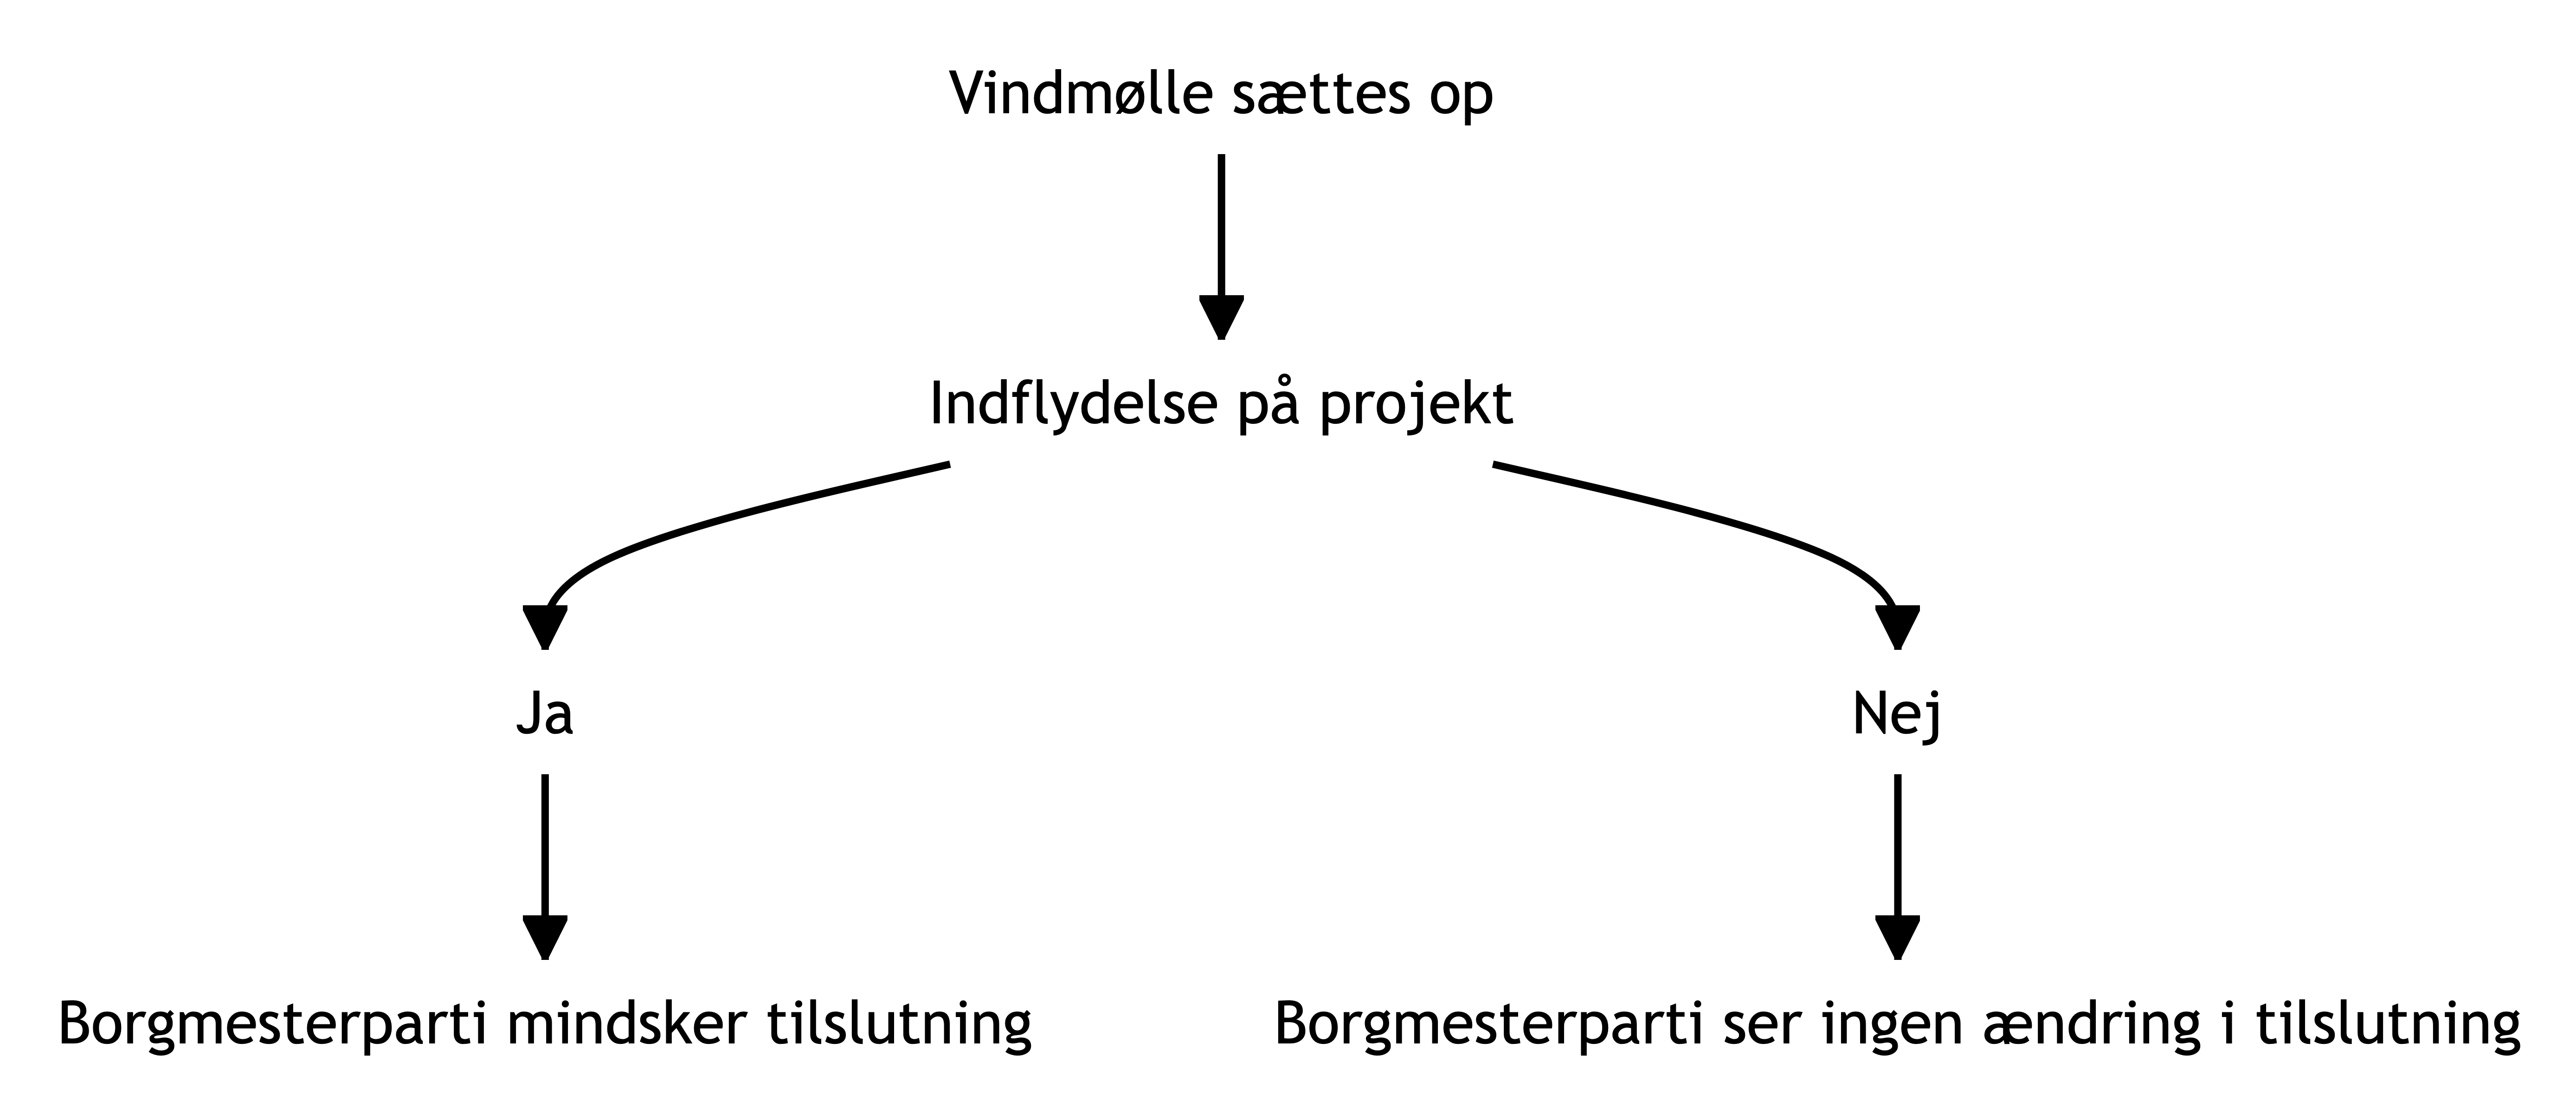 Vindmølle sættes op
Indflydelse på projekt
Ja
Nej
Borgmesterparti mindsker tilslutning
Borgmesterparti ser ingen ændring i tilslutning